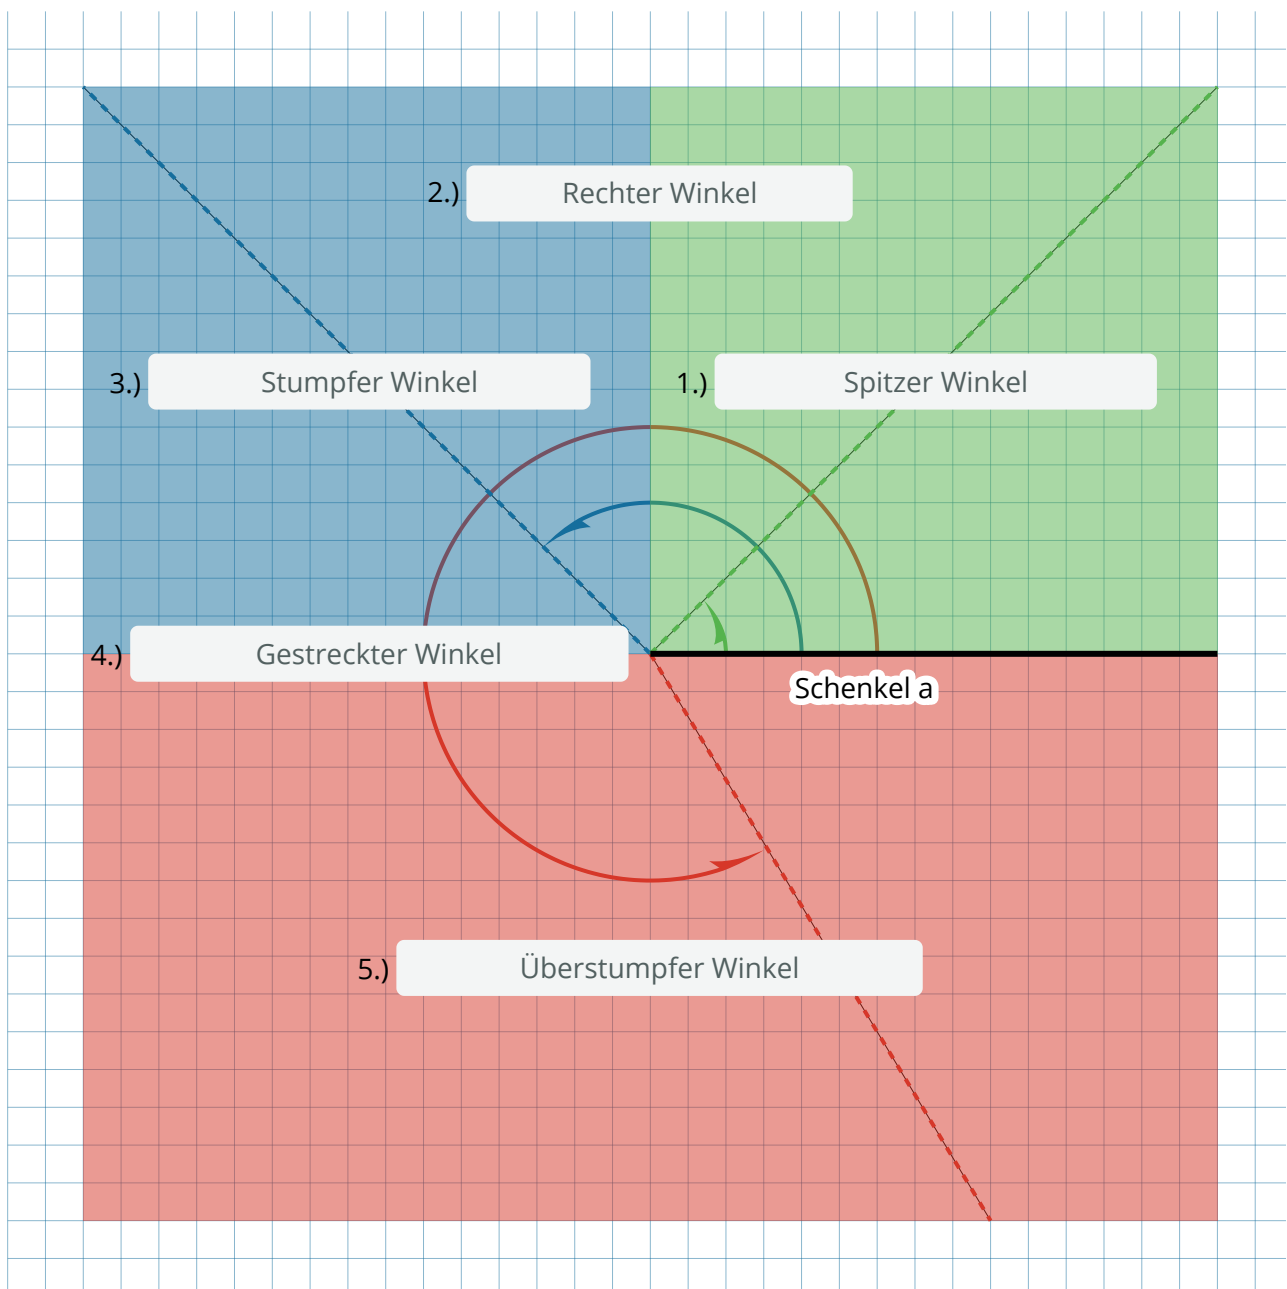 2.) Rechter Winkel
3.) Stumpfer Winkel
1.) Spitzer Winkel
4.) Gestreckter Winkel
Schenkel a
5.) Überstumpfer Winkel